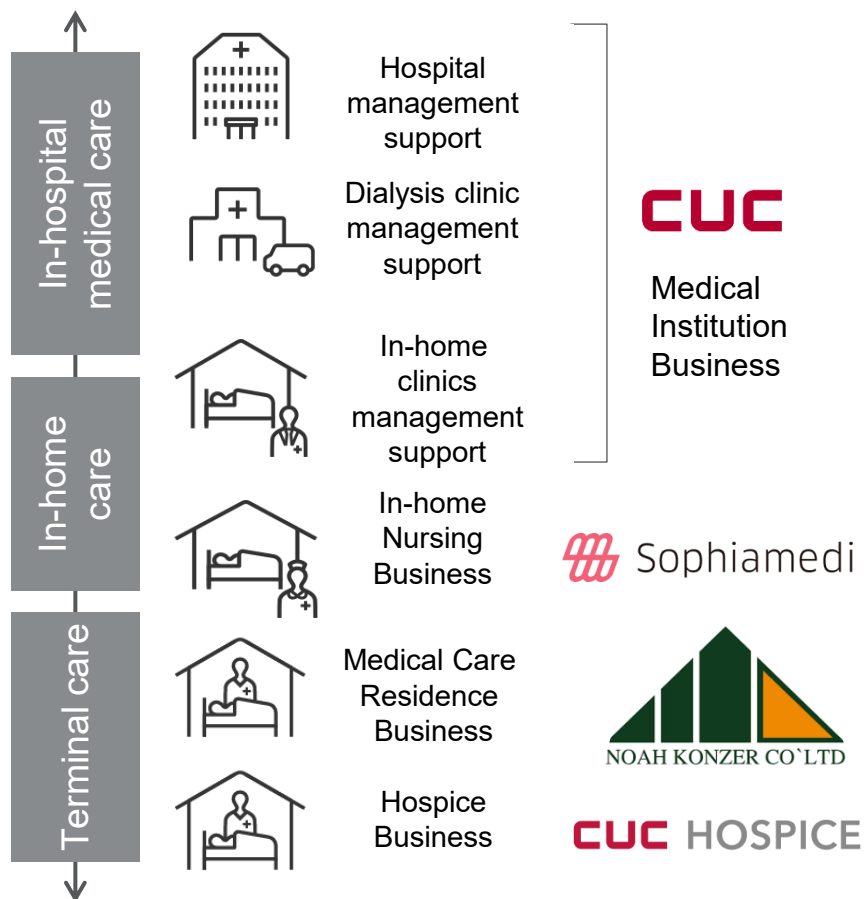 In-hospital
medical care
Hospital
management
support
Dialysis clinic
management
support
CUC
Medical
Institution
Business
In-home
care
In-home
clinics
management
support
In-home
Nursing
Business
Sophiamedi
Terminal care
Medical Care
Residence
Business
NOAH KONZER CO`LTD
Hospice
Business
CUC HOSPICE